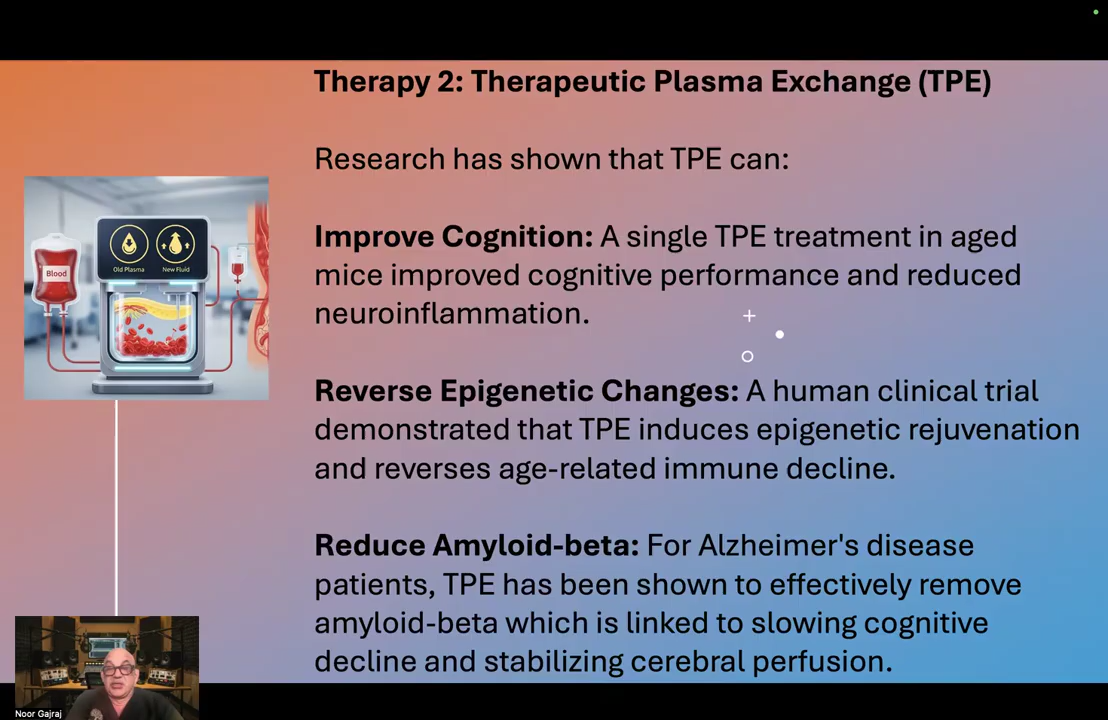 Therapy 2: Therapeutic Plasma Exchange (TPE)
Research has shown that TPE can:
Improve Cognition: A single TPE treatment in aged
mice improved cognitive performance and reduced
neuroinflammation.
Reverse Epigenetic Changes: A human clinical trial
demonstrated that TPE induces epigenetic rejuvenation
and reverses age-related immune decline.
Reduce Amyloid-beta: For Alzheimer's disease
patients, TPE has been shown to effectively remove
amyloid-beta which is linked to slowing cognitive
decline and stabilizing cerebral perfusion.
Blood
Old Plasma
New Fluid
Noor Gajraj